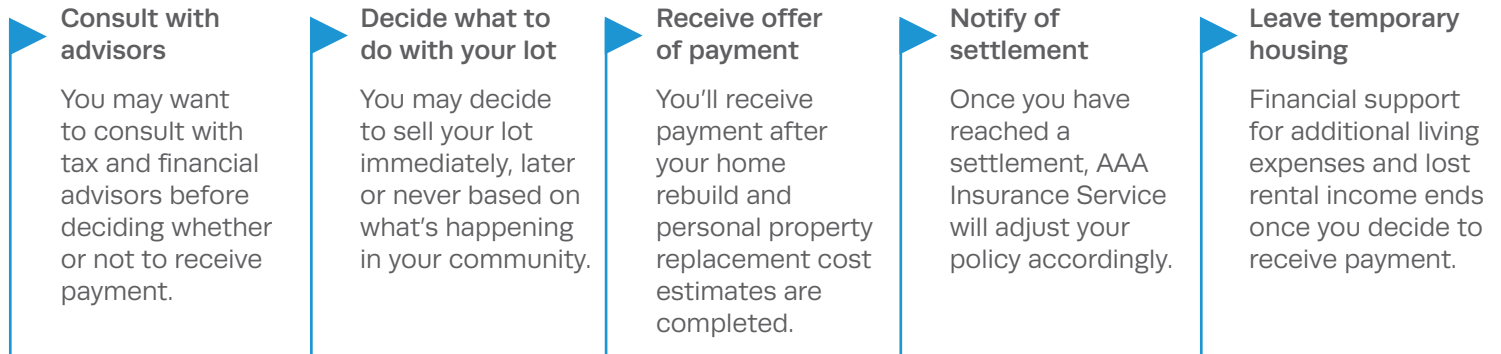 Consult with
advisors
You may want
to consult with
tax and financial
advisors before
deciding whether
or not to receive
payment.
Decide what to
do with your lot
You may decide
to sell your lot
immediately, later
or never based on
what's happening
in your community.
Receive offer
of payment
You'll receive
payment after
your home
rebuild and
personal property
replacement cost
estimates are
completed.
Notify of
settlement
Once you have
reached a
settlement, AAA
Insurance Service
will adjust your
policy accordingly.
Leave temporary
housing
Financial support
for additional living
expenses and lost
rental income ends
once you decide to
receive payment.